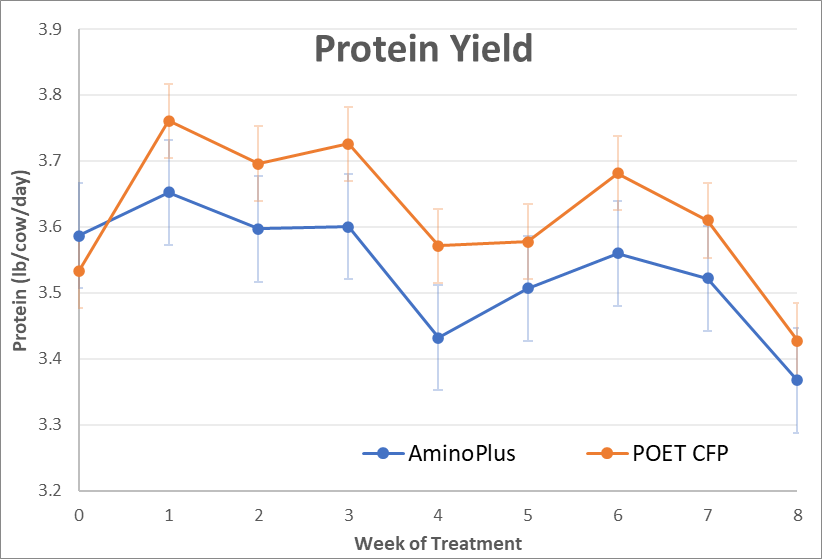 Protein Yield
Protein (lb/cow/day)
3.9
3.8
3.7
3.6
3.5
3.4
3.3
3.2
AminoPlus POET CFP
0 1 2 3 4 5 6 7 8
Week of Treatment